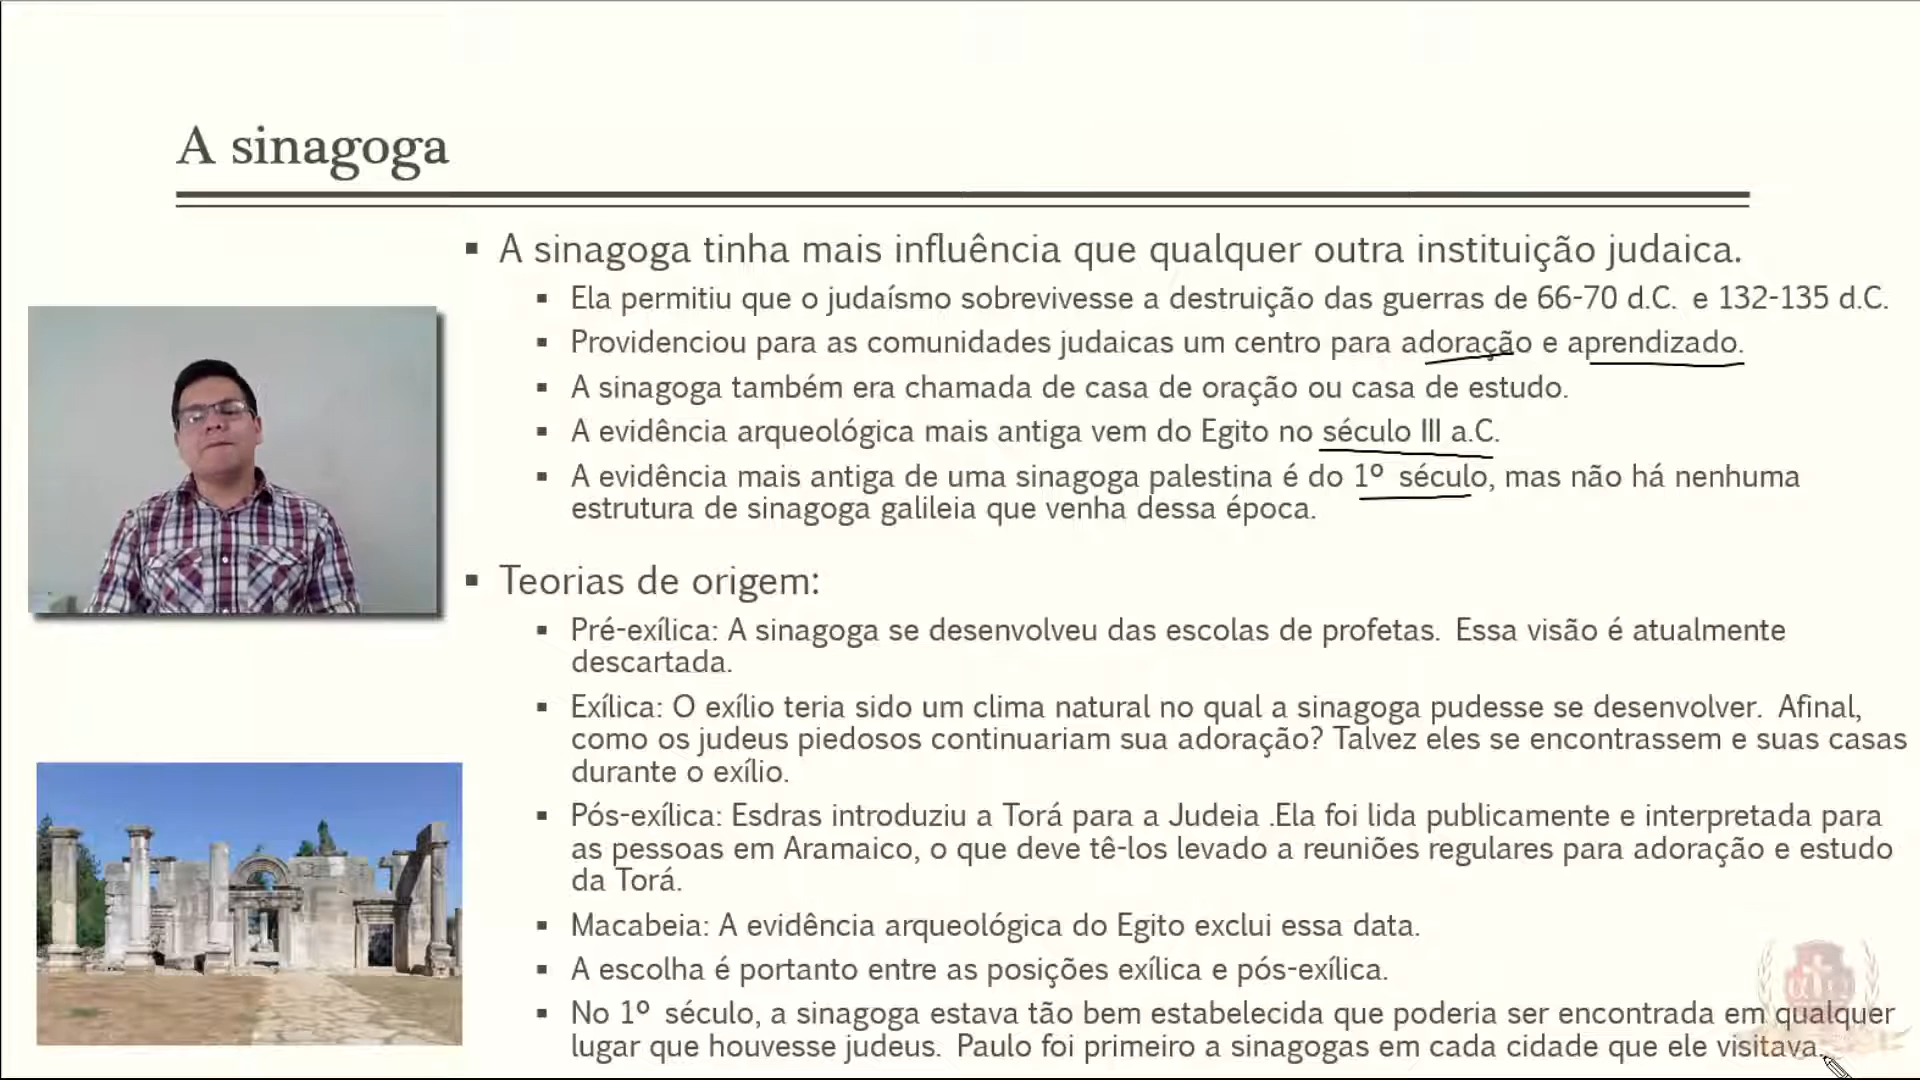 A sinagoga
▪ A sinagoga tinha mais influência que qualquer outra instituição judaica.
▪ Ela permitiu que o judaísmo sobrevivesse a destruição das guerras de 66-70 d.C. e 132-135 d.C.
▪ Providenciou para as comunidades judaicas um centro para adoração e aprendizado.
▪ A sinagoga também era chamada de casa de oração ou casa de estudo.
▪ A evidência arqueológica mais antiga vem do Egito no século III a.C.
▪ A evidência mais antiga de uma sinagoga palestina é do 1º século, mas não há nenhuma
estrutura de sinagoga galileia que venha dessa época.
▪ Teorias de origem:
▪ Pré-exílica: A sinagoga se desenvolveu das escolas de profetas. Essa visão é atualmente
descartada.
▪ Exílica: O exílio teria sido um clima natural no qual a sinagoga pudesse se desenvolver. Afinal,
como os judeus piedosos continuariam sua adoração? Talvez eles se encontrassem e suas casas
durante o exílio.
▪ Pós-exílica: Esdras introduziu a Torá para a Judeia .Ela foi lida publicamente e interpretada para
as pessoas em Aramaico, o que deve tê-los levado a reuniões regulares para adoração e estudo
da Torá.
▪ Macabeia: A evidência arqueológica do Egito exclui essa data.
▪ A escolha é portanto entre as posições exílica e pós-exílica.
▪ No 1º século, a sinagoga estava tão bem estabelecida que poderia ser encontrada em qualquer
lugar que houvesse judeus. Paulo foi primeiro a sinagogas em cada cidade que ele visitava.